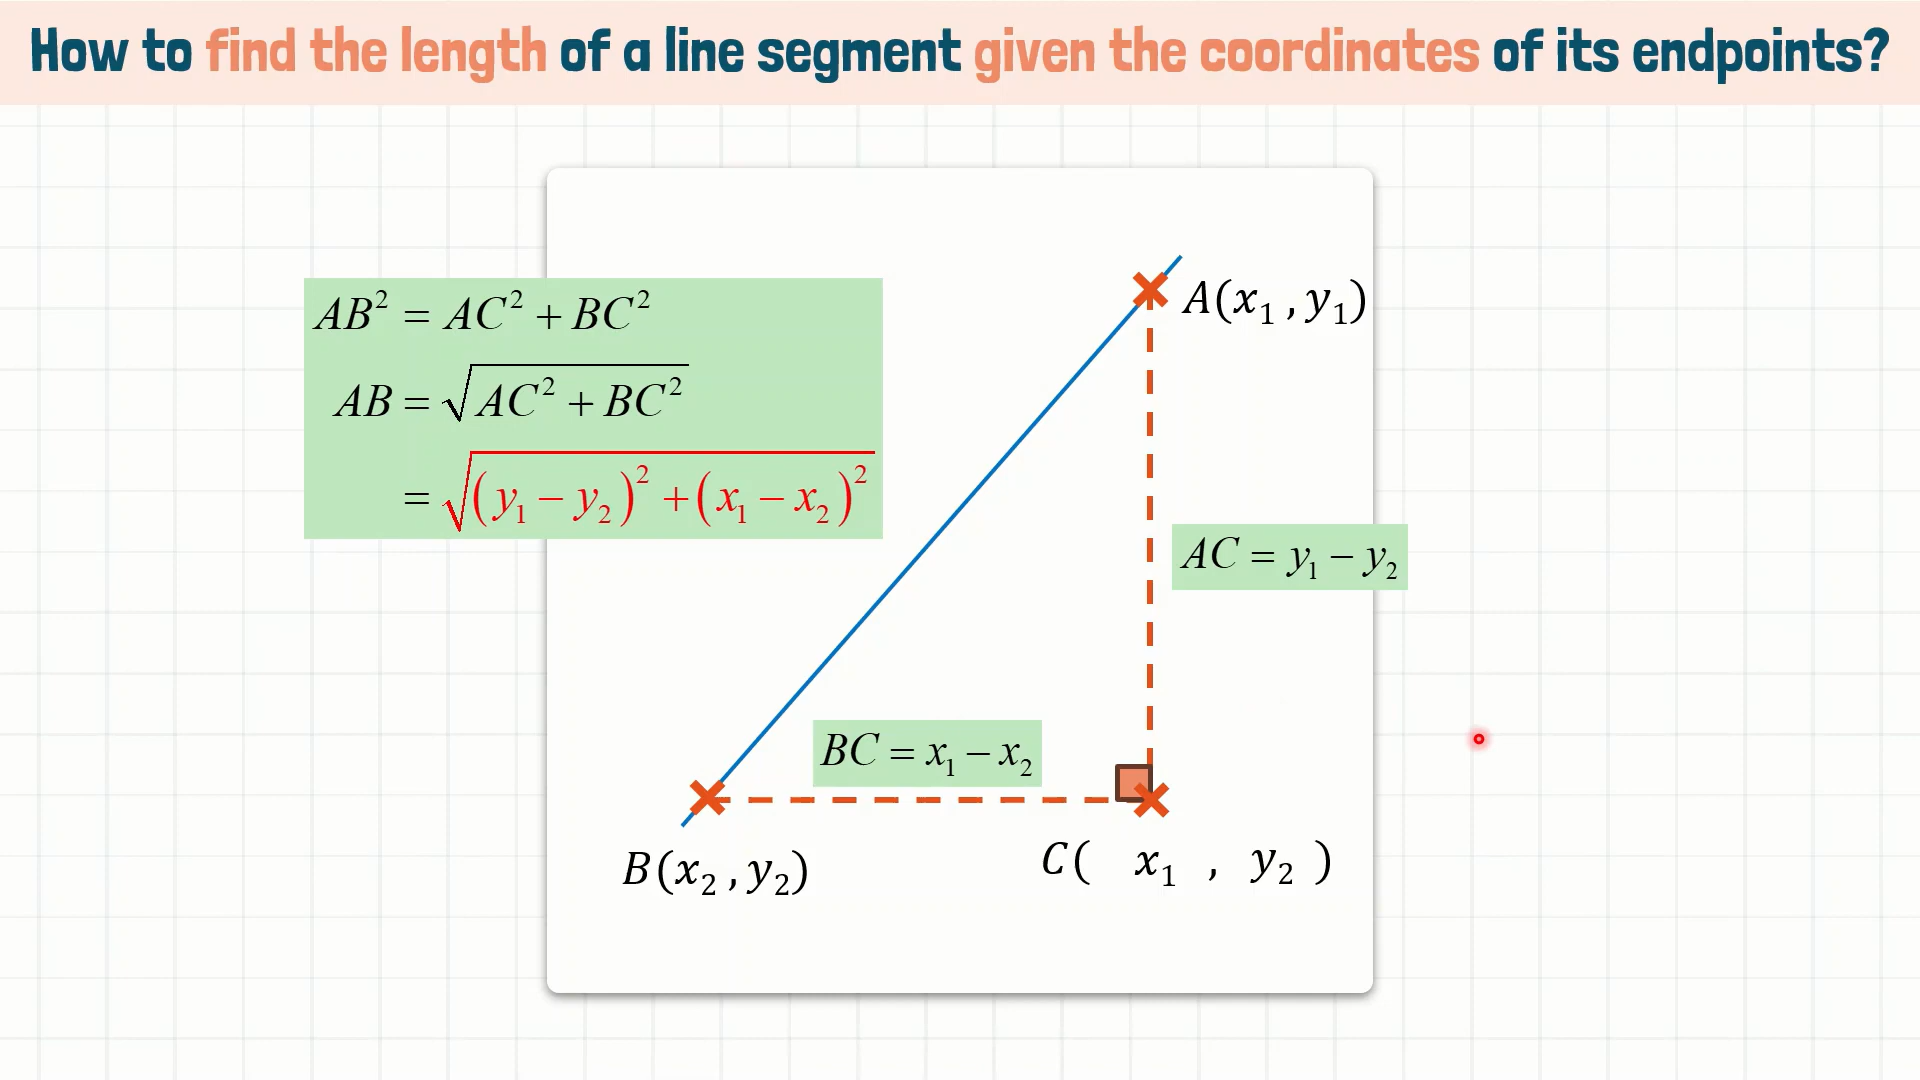 How to find the length of a line segment given the coordinates of its endpoints?
AB² = AC² + BC²
AB = √(AC² + BC²)
= √((y₁ − y₂)² + (x₁ − x₂)²)
A(x₁ , y₁)
AC = y₁ − y₂
BC = x₁ − x₂
B(x₂ , y₂)
C( x₁ , y₂ )